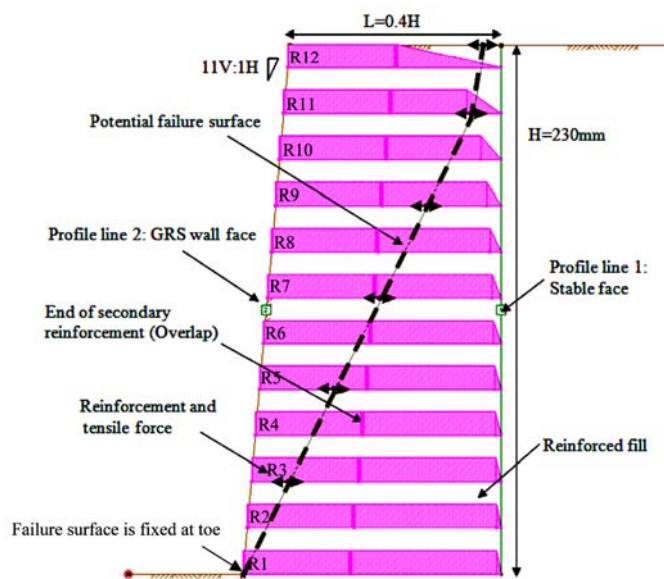 L=0.4H
11V:1H
R12
R11
Potential failure surface
H=230mm
R10
R9
Profile line 2: GRS wall
face
R8
Profile line 1:
Stable face
R7
2
1
End of secondary
reinforcement (Overlap)
R6
R5
Reinforcement and
tensile force
R4
Reinforced fill
R3
R2
Failure surface is fixed at toe
R1